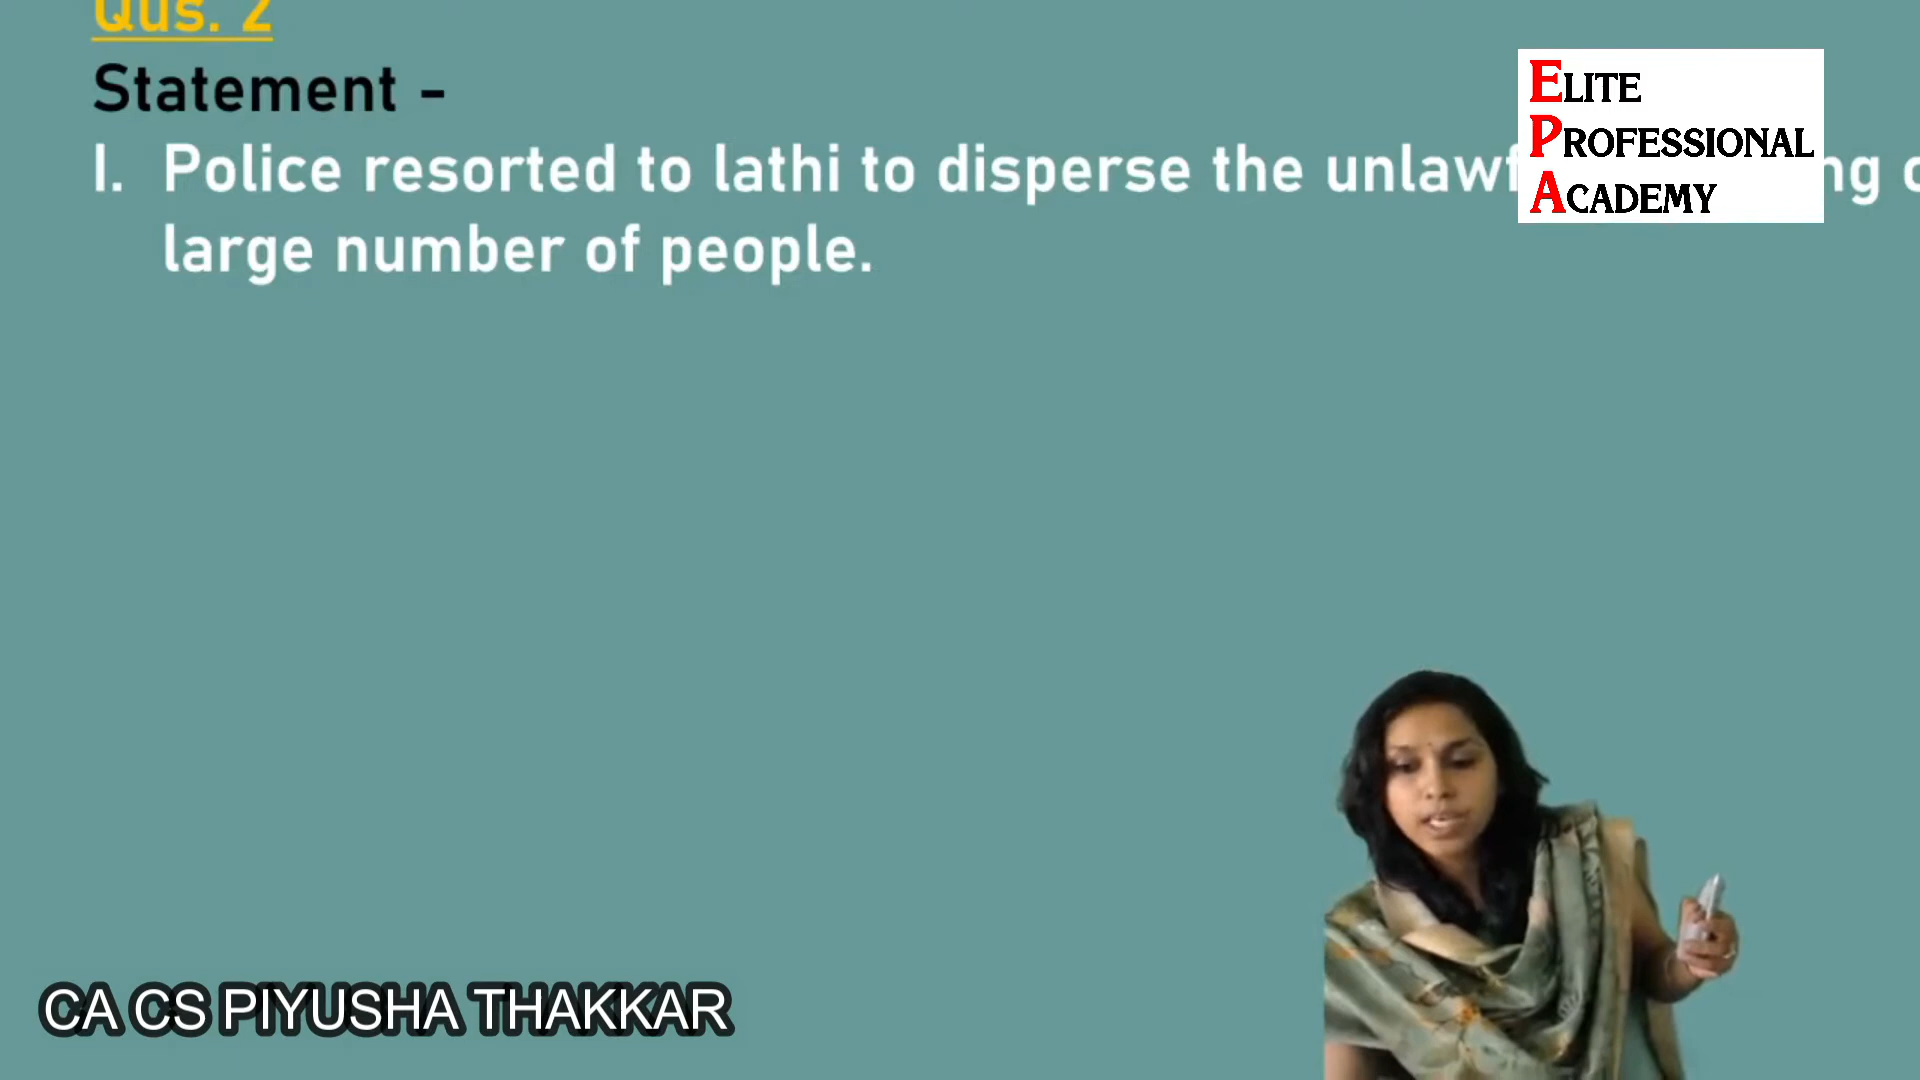 Qus. 2
Statement -
I. Police resorted to lathi to disperse the
large number of people.
ELITE
PROFESSIONAL
ACADEMY
CA CS PIYUSHA THAKKAR